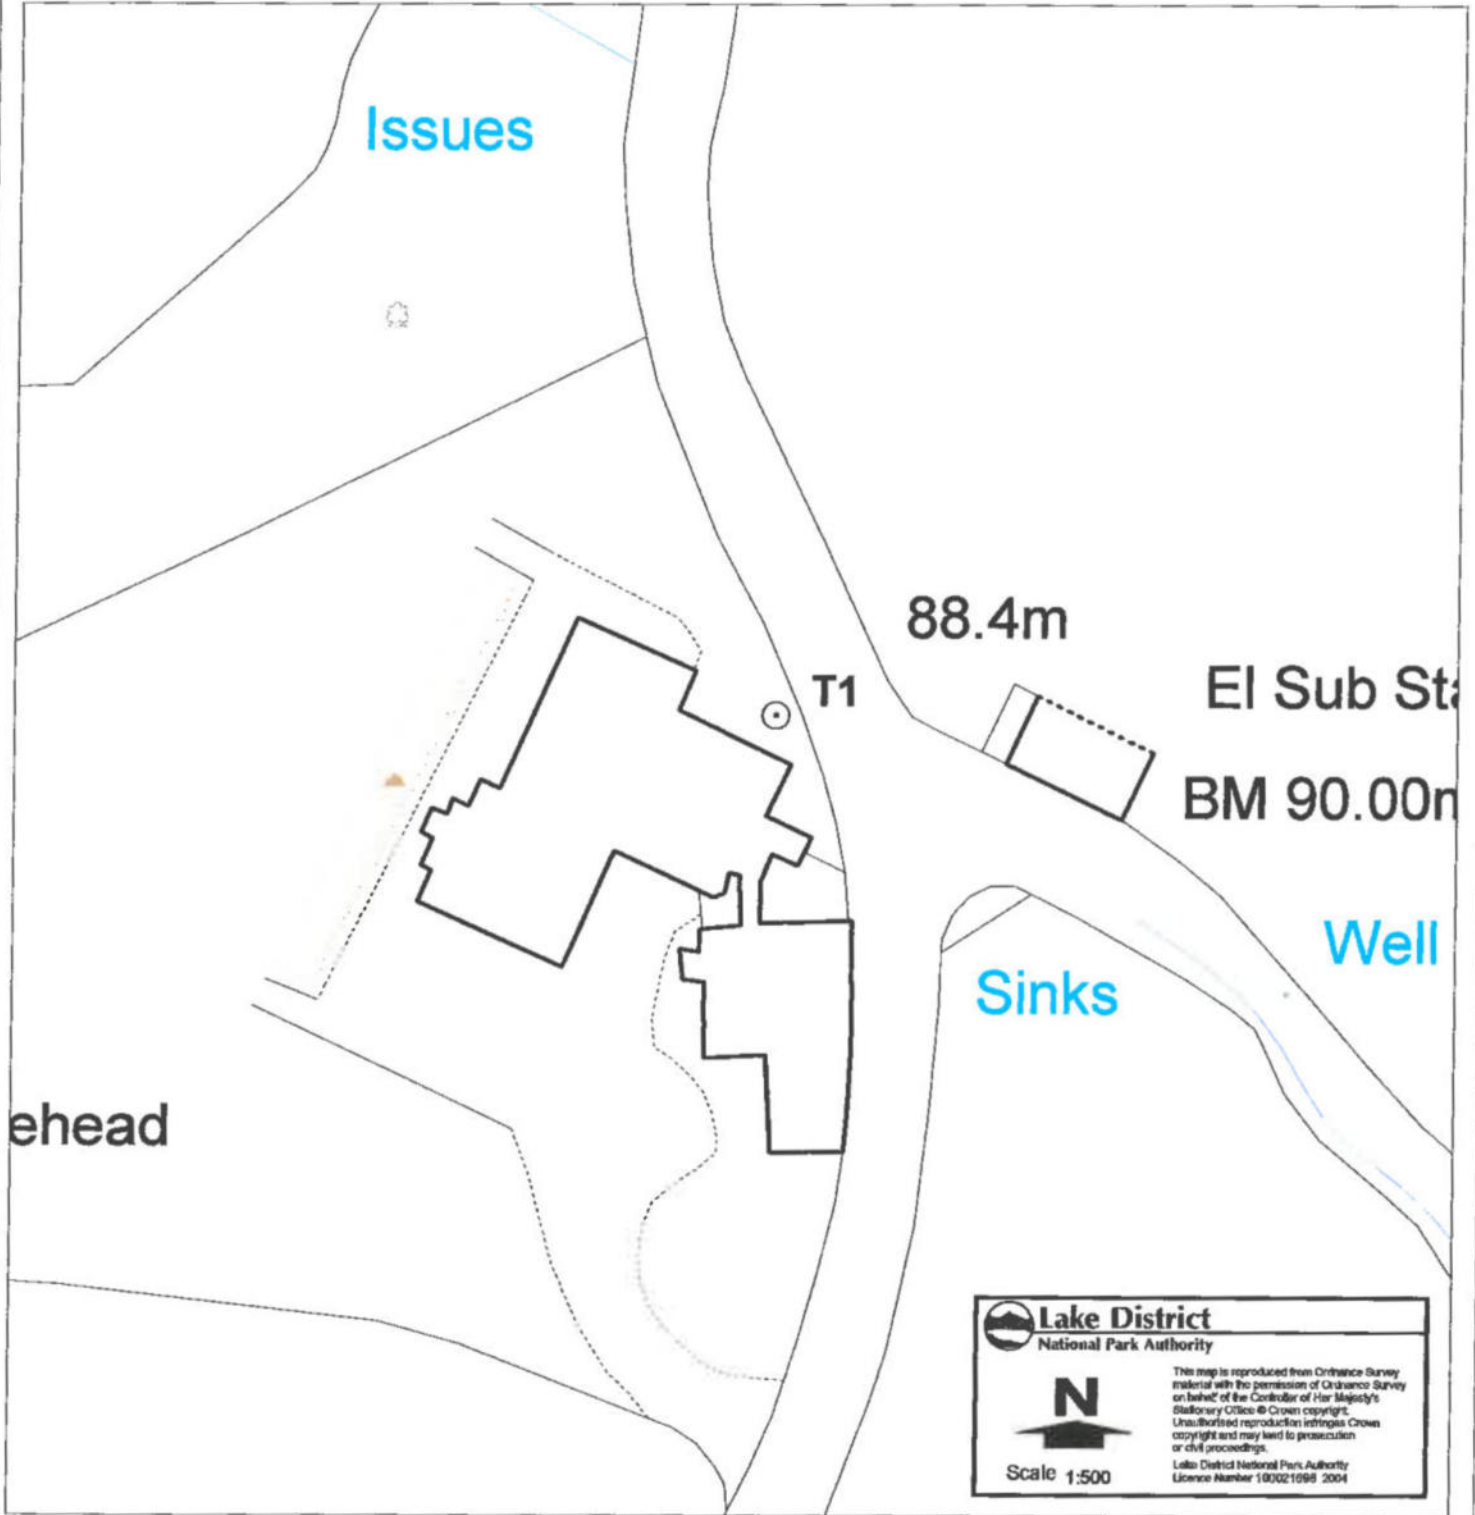 Issues
88.4m
T1
El Sub Sta
BM 90.00m
Well
Sinks
ehead
Lake District
National Park Authority
N
Scale 1:500
This map is reproduced from Ordnance Survey
material with the permission of Ordnance Survey
on behalf of the Controller of Her Majesty's
Stationery Office © Crown copyright.
Unauthorised reproduction infringes Crown
copyright and may lead to prosecution
or civil proceedings.
Lake District National Park Authority
Licence Number 100021698 2004